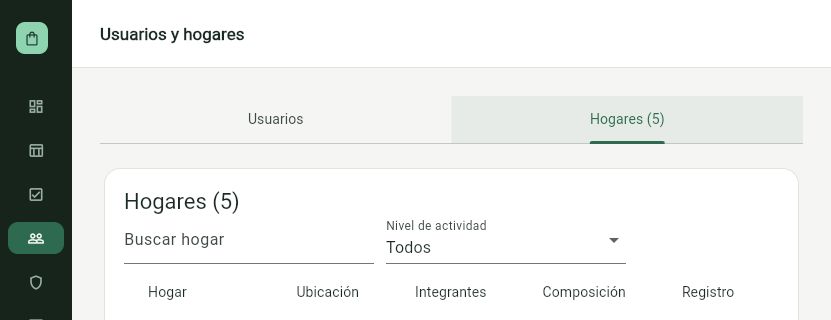 Usuarios y hogares
Usuarios
Hogares (5)
Hogares (5)
Buscar hogar
Nivel de actividad
Todos
Hogar
Ubicación
Integrantes
Composición
Registro